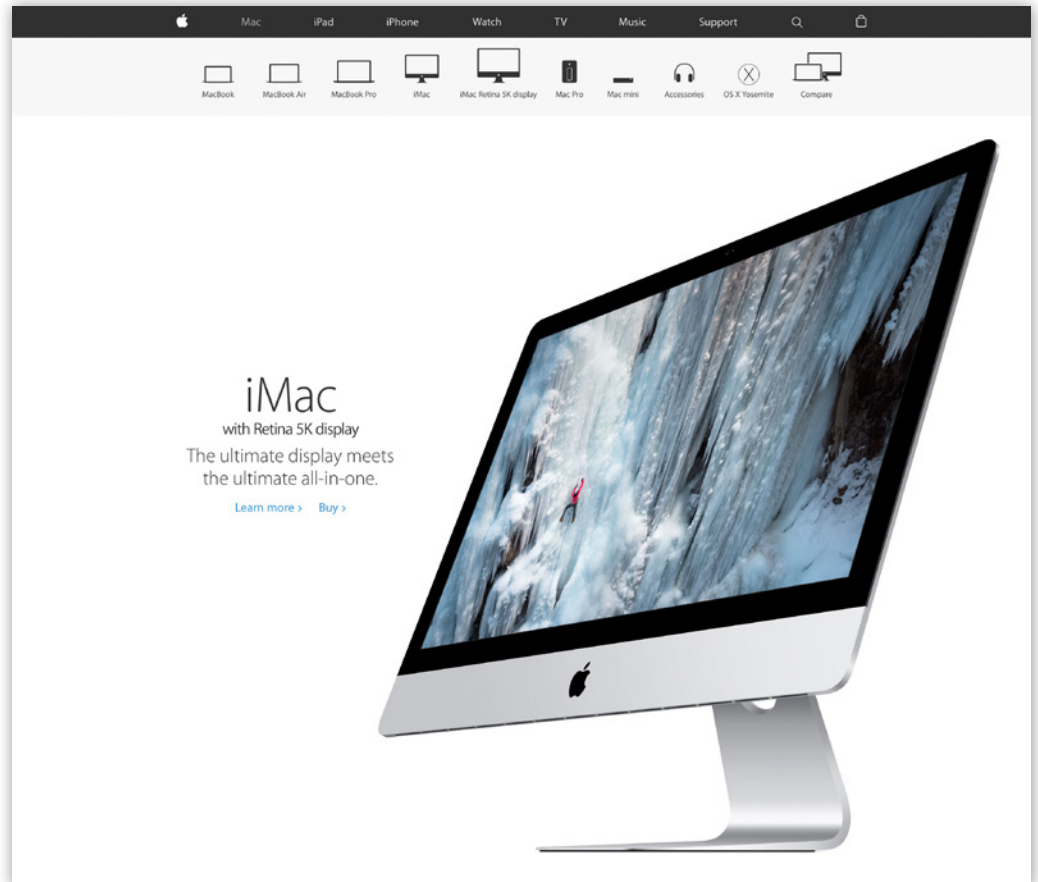 Mac iPad iPhone Watch TV Music Support
MacBook MacBook Air MacBook Pro iMac iMac Retina 5K display Mac Pro Mac mini Accessories OS X Yosemite Compare
iMac
with Retina 5K display
The ultimate display meets
the ultimate all-in-one.
Learn more > Buy >